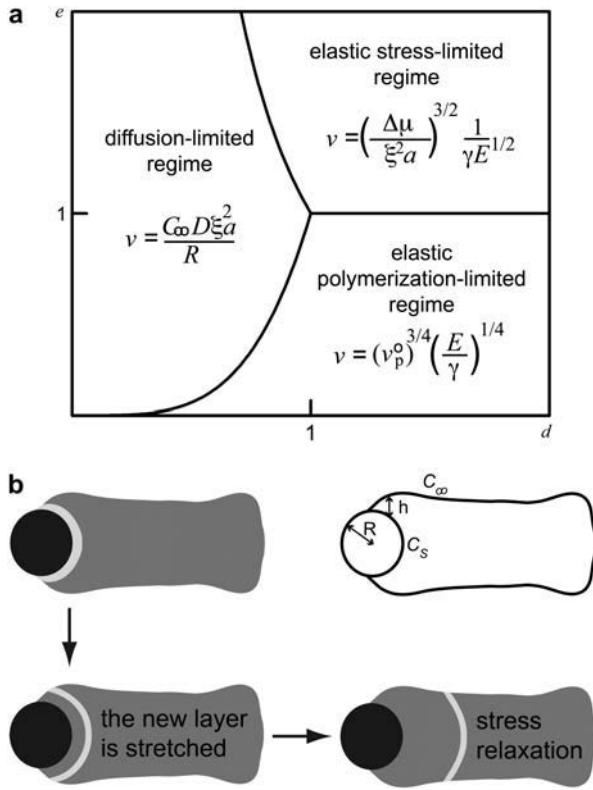 a
e
elastic stress-limited
regime
v = (Δμ / ξ²a)^3/2 1 / γE^1/2
diffusion-limited
regime
v = C∞Dξ²a / R
1
elastic
polymerization-limited
regime
v = (v_p^o)^3/4 (E / γ)^1/4
1
d
b
C∞
h
R
C_S
the new layer
is stretched
stress
relaxation